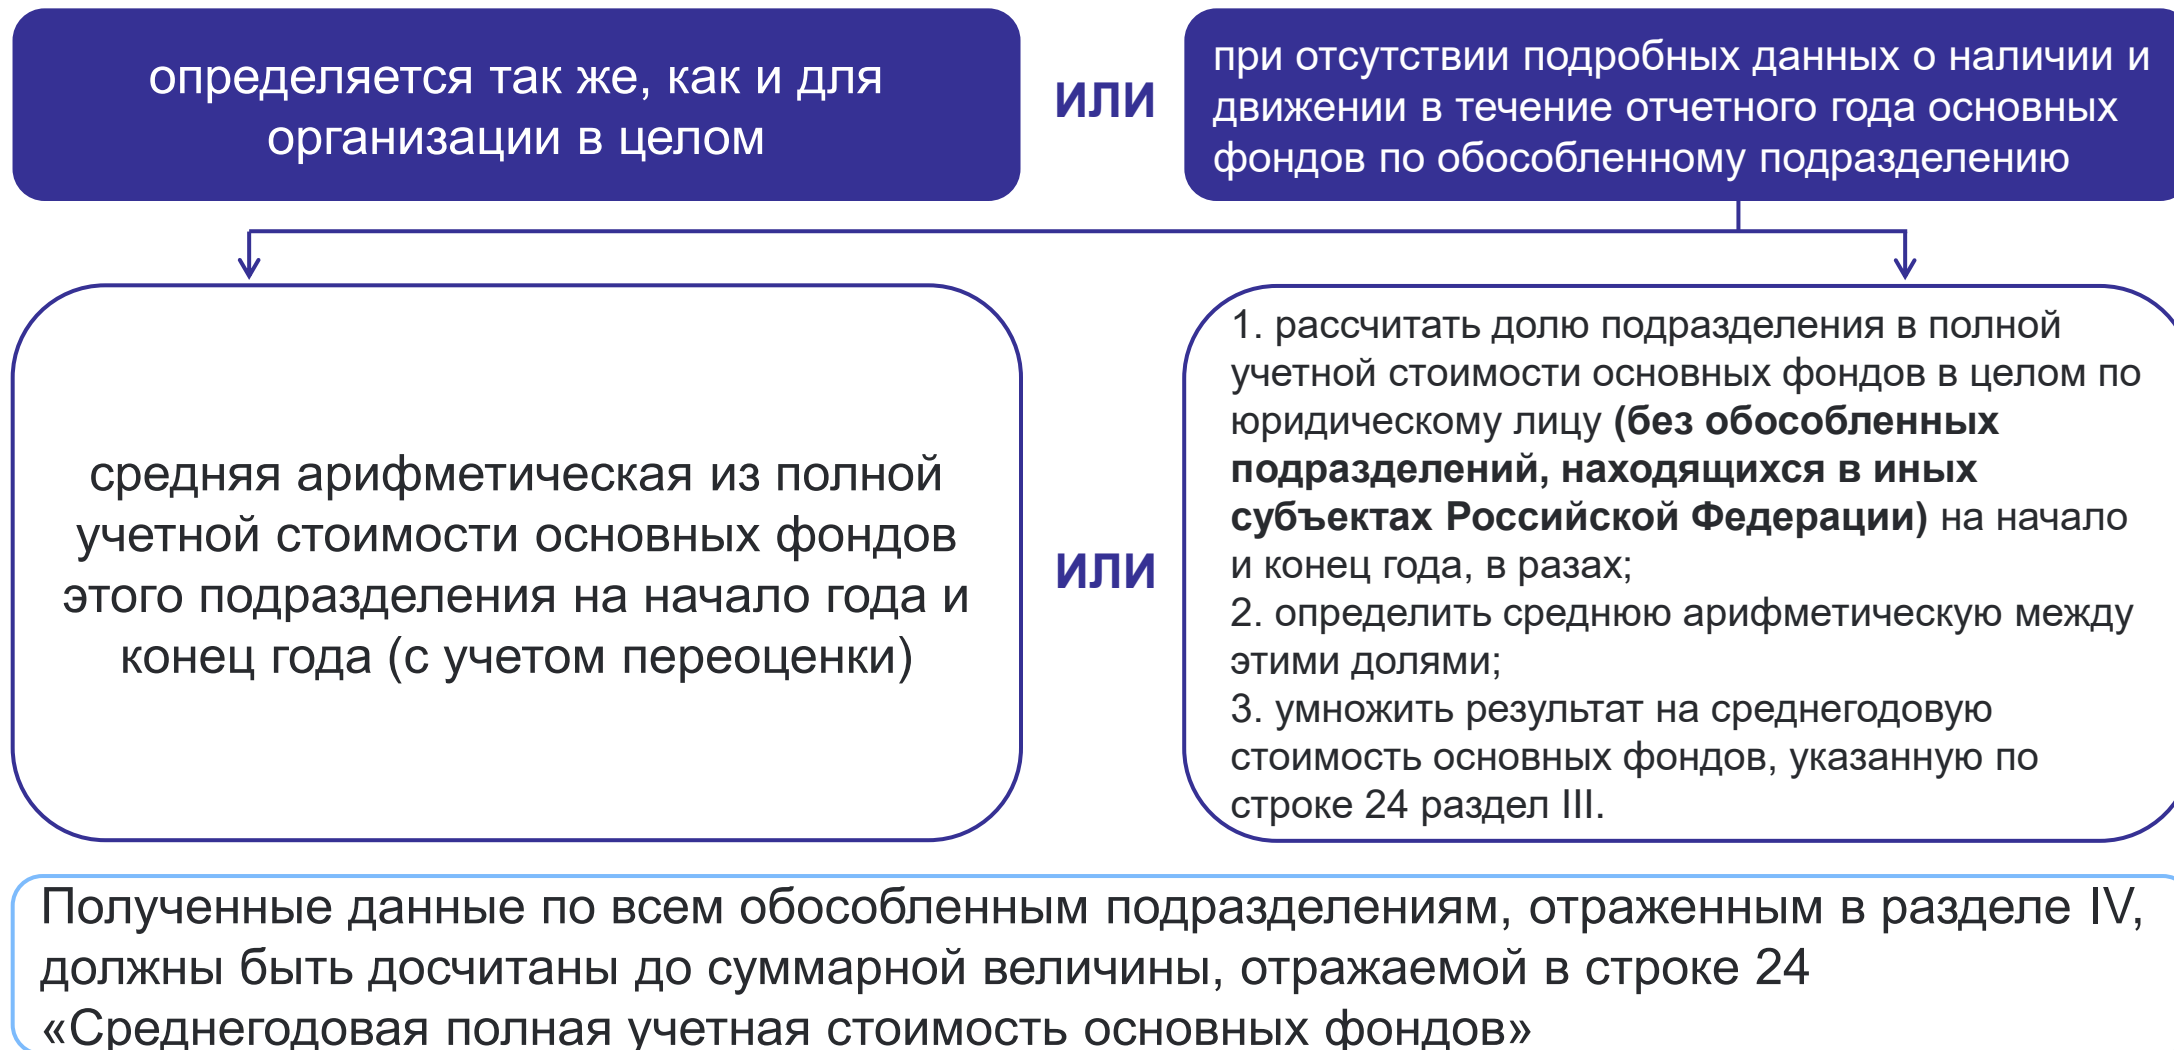 определяется так же, как и для
организации в целом
ИЛИ
при отсутствии подробных данных о наличии и
движении в течение отчетного года основных
фондов по обособленному подразделению
средняя арифметическая из полной
учетной стоимости основных фондов
этого подразделения на начало года и
конец года (с учетом переоценки)
ИЛИ
1. рассчитать долю подразделения в полной
учетной стоимости основных фондов в целом по
юридическому лицу (без обособленных
подразделений, находящихся в иных
субъектах Российской Федерации) на начало
и конец года, в разах;
2. определить среднюю арифметическую между
этими долями;
3. умножить результат на среднегодовую
стоимость основных фондов, указанную по
строке 24 раздел III.
Полученные данные по всем обособленным подразделениям, отраженным в разделе IV,
должны быть досчитаны до суммарной величины, отражаемой в строке 24
«Среднегодовая полная учетная стоимость основных фондов»